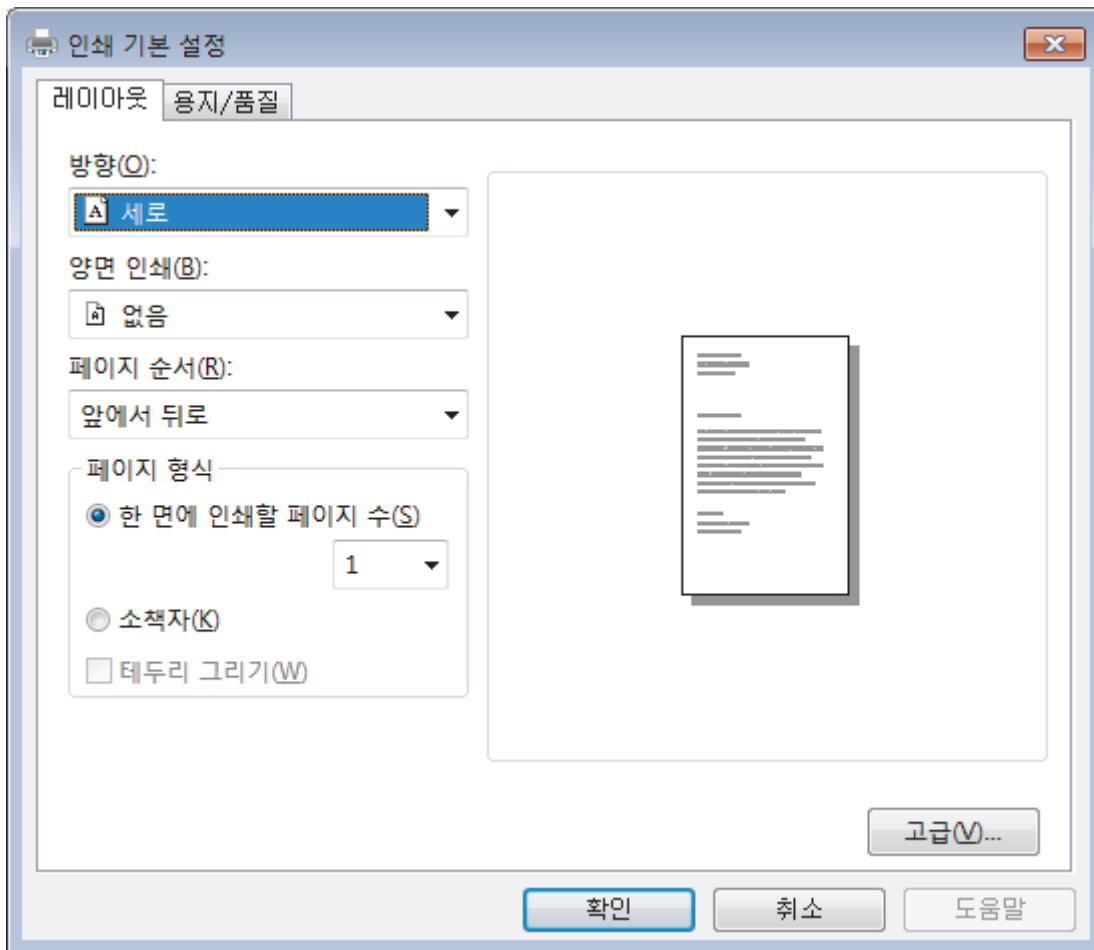 인쇄 기본 설정
레이아웃 용지/품질
방향(O):
세로
양면 인쇄(B):
없음
페이지 순서(R):
앞에서 뒤로
페이지 형식
한 면에 인쇄할 페이지 수(S)
1
소책자(K)
테두리 그리기(W)
고급(V)...
확인 취소 도움말